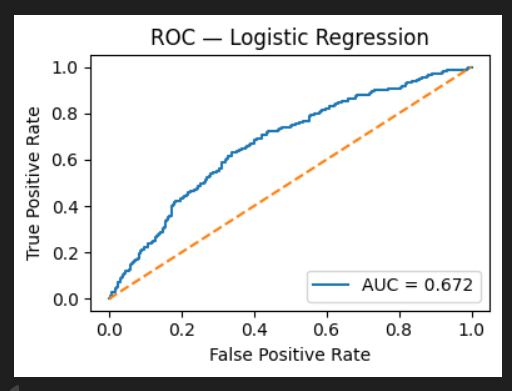 ROC — Logistic Regression
True Positive Rate
1.0
0.8
0.6
0.4
0.2
0.0
AUC = 0.672
0.0 0.2 0.4 0.6 0.8 1.0
False Positive Rate